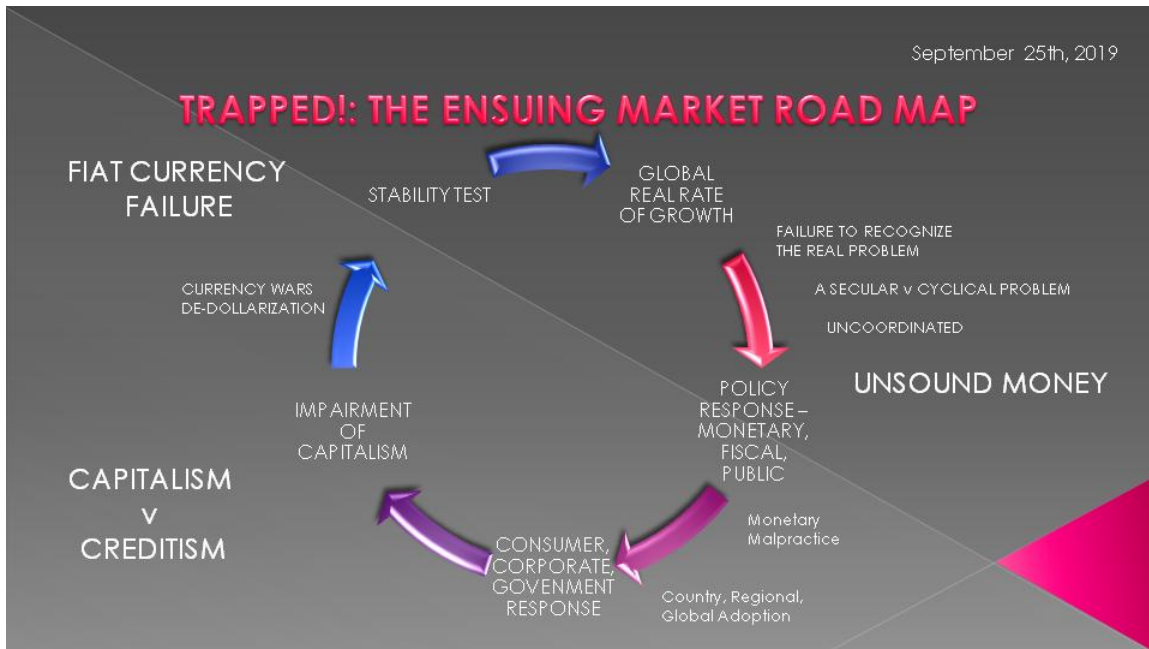 September 25th, 2019
TRAPPED!: THE ENSUING MARKET ROAD MAP
FIAT CURRENCY
FAILURE
STABILITY TEST
GLOBAL
REAL RATE
OF GROWTH
FAILURE TO RECOGNIZE
THE REAL PROBLEM
A SECULAR v CYCLICAL PROBLEM
UNCOORDINATED
UNSOUND MONEY
POLICY
RESPONSE –
MONETARY,
FISCAL,
PUBLIC
Monetary
Malpractice
Country, Regional,
Global Adoption
CONSUMER,
CORPORATE,
GOVENMENT
RESPONSE
CAPITALISM
v
CREDITISM
IMPAIRMENT
OF
CAPITALISM
CURRENCY WARS
DE-DOLLARIZATION